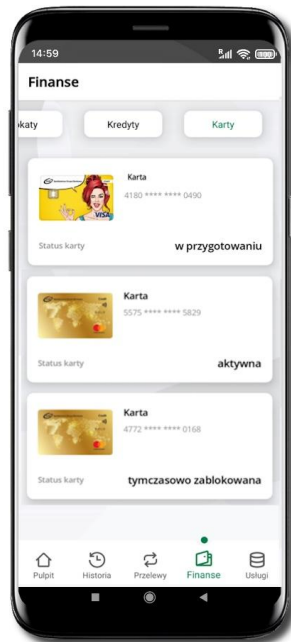 14:59
Finanse
okaty
Kredyty
Karty
Karta
4180 **** **** 0490
VISA
Status karty
w przygotowaniu
Karta
5575 **** **** 5829
Status karty
aktywna
Karta
4772 **** **** 0168
Status karty
tymczasowo zablokowana
Pulpit
Historia
Przelewy
Finanse
Usługi